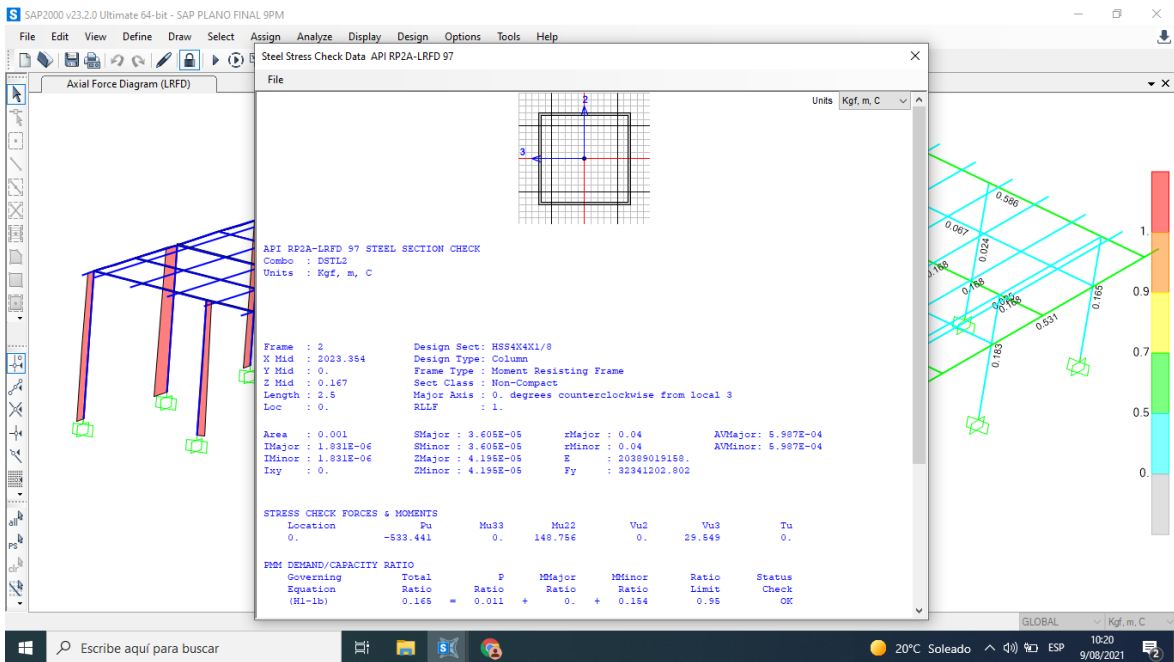 SAP2000 v23.2.0 Ultimate 64-bit - SAP PLANO FINAL 9PM
File Edit View Define Draw Select Assign Analyze Display Design Options Tools Help
Axial Force Diagram (LRFD)
Steel Stress Check Data API RP2A-LRFD 97
File
Units Kgf, m, C
2
3
API RP2A-LRFD 97 STEEL SECTION CHECK
Combo : DSTL2
Units : Kgf, m, C
Frame : 2 Design Sect: HSS4X4X1/8
X Mid : 2023.354 Design Type: Column
Y Mid : 0. Frame Type : Moment Resisting Frame
Z Mid : 0.167 Sect Class : Non-Compact
Length : 2.5 Major Axis : 0. degrees counterclockwise from local 3
Loc : 0. RLLF : 1.
Area : 0.001 SMajor : 3.605E-05 rMajor : 0.04 AVMajor: 5.987E-04
IMajor : 1.831E-06 SMinor : 3.605E-05 rMinor : 0.04 AVMinor: 5.987E-04
IMinor : 1.831E-06 ZMajor : 4.195E-05 E : 20389019158.
Ixy : 0. ZMinor : 4.195E-05 Fy : 32341202.802
STRESS CHECK FORCES & MOMENTS
Location Pu Mu33 Mu22 Vu2 Vu3 Tu
0. -533.441 0. 148.756 0. 29.549 0.
PMM DEMAND/CAPACITY RATIO
Governing Total P MMajor MMinor Ratio Status
Equation Ratio Ratio Ratio Ratio Limit Check
(H1-1b) 0.165 = 0.011 + 0. + 0.154 0.95 OK
0.586
0.067
0.024
0.168
0.168
0.168
0.165
0.531
0.183
1.
0.9
0.7
0.5
0.
all
PS
clr
GLOBAL Kgf, m, C
Escribe aquí para buscar
20°C Soleado
ESP
10:20
9/08/2021
2